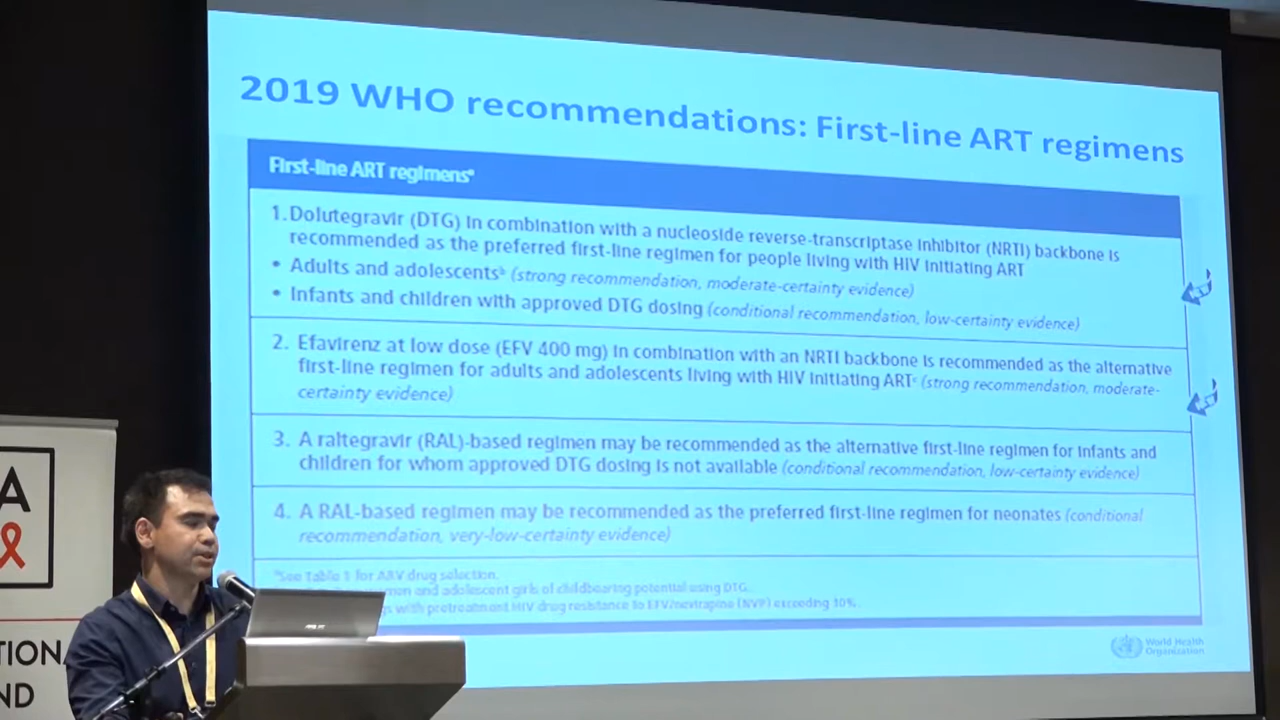 2019 WHO recommendations: First-line ART regimens
First-line ART regimensᵃ
1. Dolutegravir (DTG) in combination with a nucleoside reverse-transcriptase inhibitor (NRTI) backbone is
recommended as the preferred first-line regimen for people living with HIV initiating ART
• Adults and adolescentsᵇ (strong recommendation, moderate-certainty evidence)
• Infants and children with approved DTG dosing (conditional recommendation, low-certainty evidence)
2. Efavirenz at low dose (EFV 400 mg) in combination with an NRTI backbone is recommended as the alternative
first-line regimen for adults and adolescents living with HIV initiating ARTᶜ (strong recommendation, moderate-
certainty evidence)
3. A raltegravir (RAL)-based regimen may be recommended as the alternative first-line regimen for infants and
children for whom approved DTG dosing is not available (conditional recommendation, low-certainty evidence)
4. A RAL-based regimen may be recommended as the preferred first-line regimen for neonates (conditional
recommendation, very-low-certainty evidence)
ᵃSee Table 1 for ARV drug selection.
and adolescent girls of childbearing potential using DTG.
with pretreatment HIV drug resistance to EFV/nevirapine (NVP) exceeding 10%.
World Health
Organization
A
TION
ND